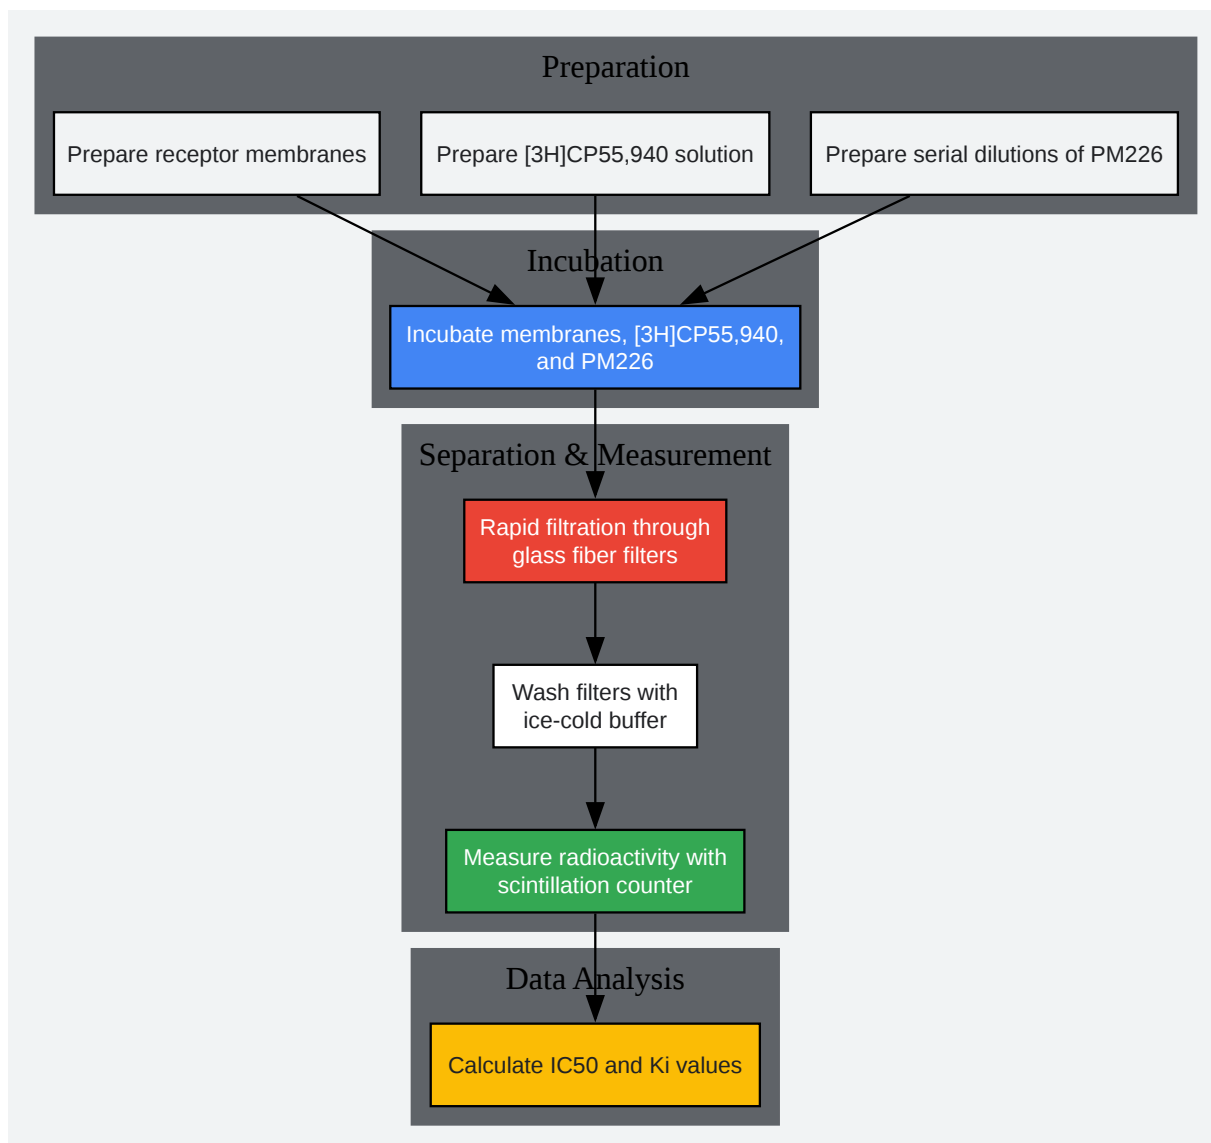 Preparation
Prepare receptor membranes
Prepare [3H]CP55,940 solution
Prepare serial dilutions of PM226
Incubation
Incubate membranes, [3H]CP55,940,
and PM226
Separation & Measurement
Rapid filtration through
glass fiber filters
Wash filters with
ice-cold buffer
Measure radioactivity with
scintillation counter
Data Analysis
Calculate IC50 and Ki values